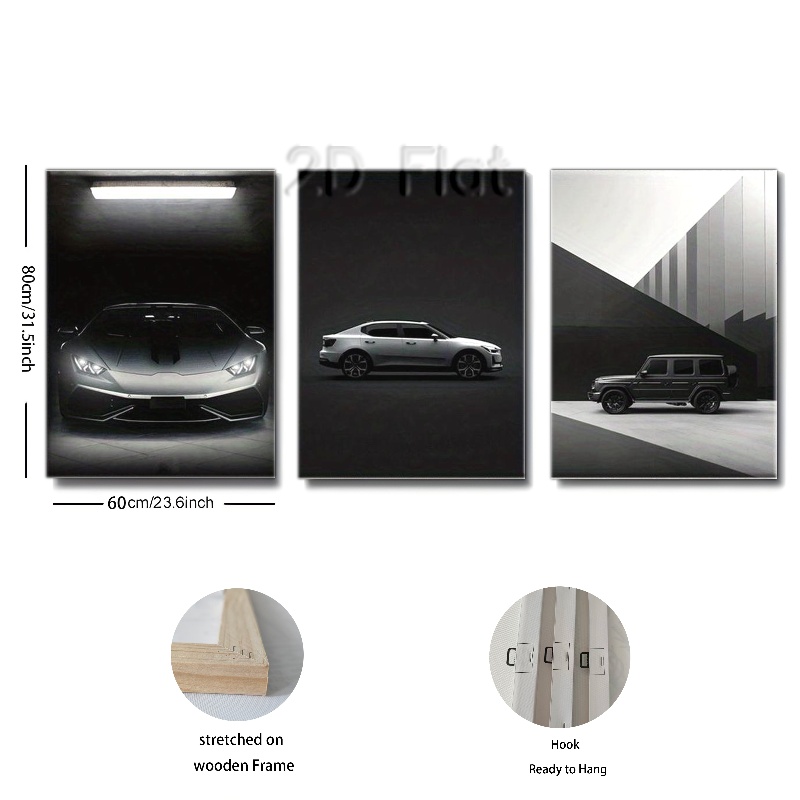 2D Flat
80cm/31.5inch
60cm/23.6inch
stretched on
wooden Frame
Hook
Ready to Hang